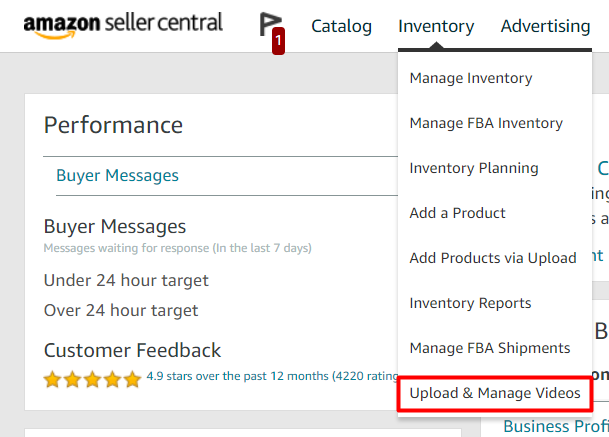 amazon seller central
1
Catalog
Inventory
Advertising
Manage Inventory
Manage FBA Inventory
Inventory Planning
Add a Product
Add Products via Upload
Inventory Reports
Manage FBA Shipments
Upload & Manage Videos
Performance
Buyer Messages
Buyer Messages
Messages waiting for response (In the last 7 days)
Under 24 hour target
Over 24 hour target
Customer Feedback
4.9 stars over the past 12 months (4220 rating
Business Profi